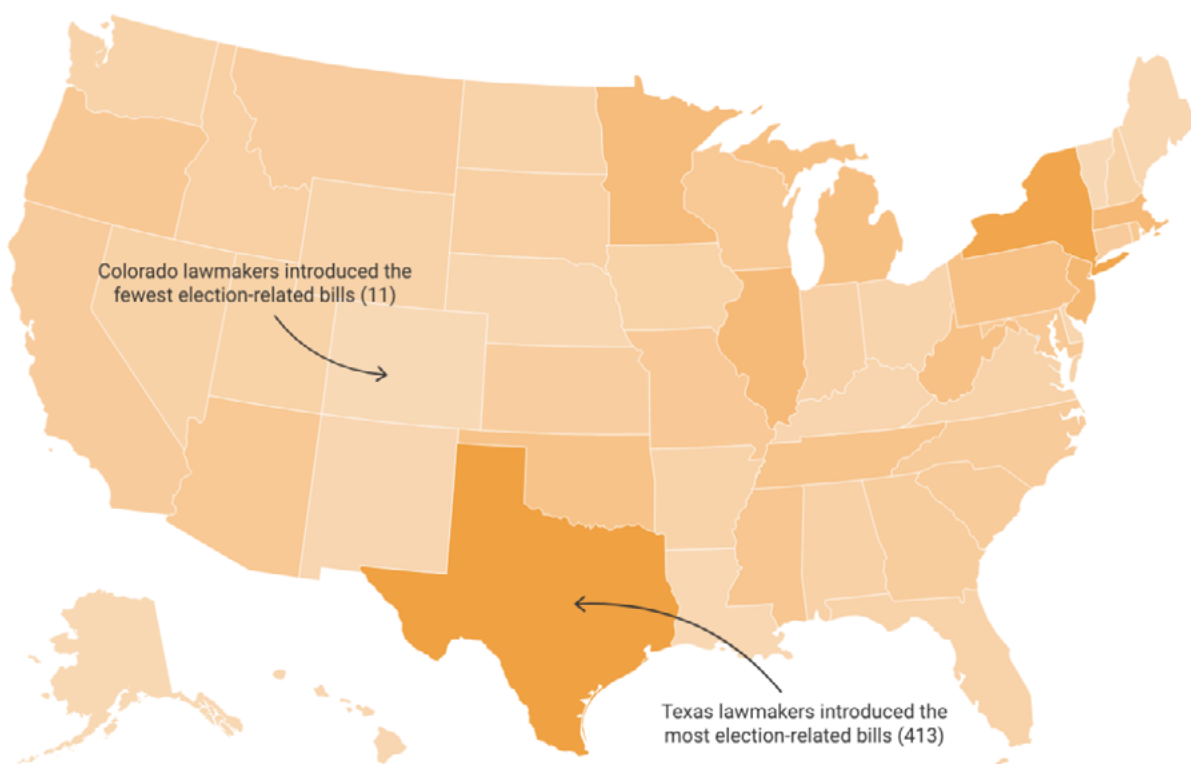 Colorado lawmakers introduced the
fewest election-related bills (11)
Texas lawmakers introduced the
most election-related bills (413)